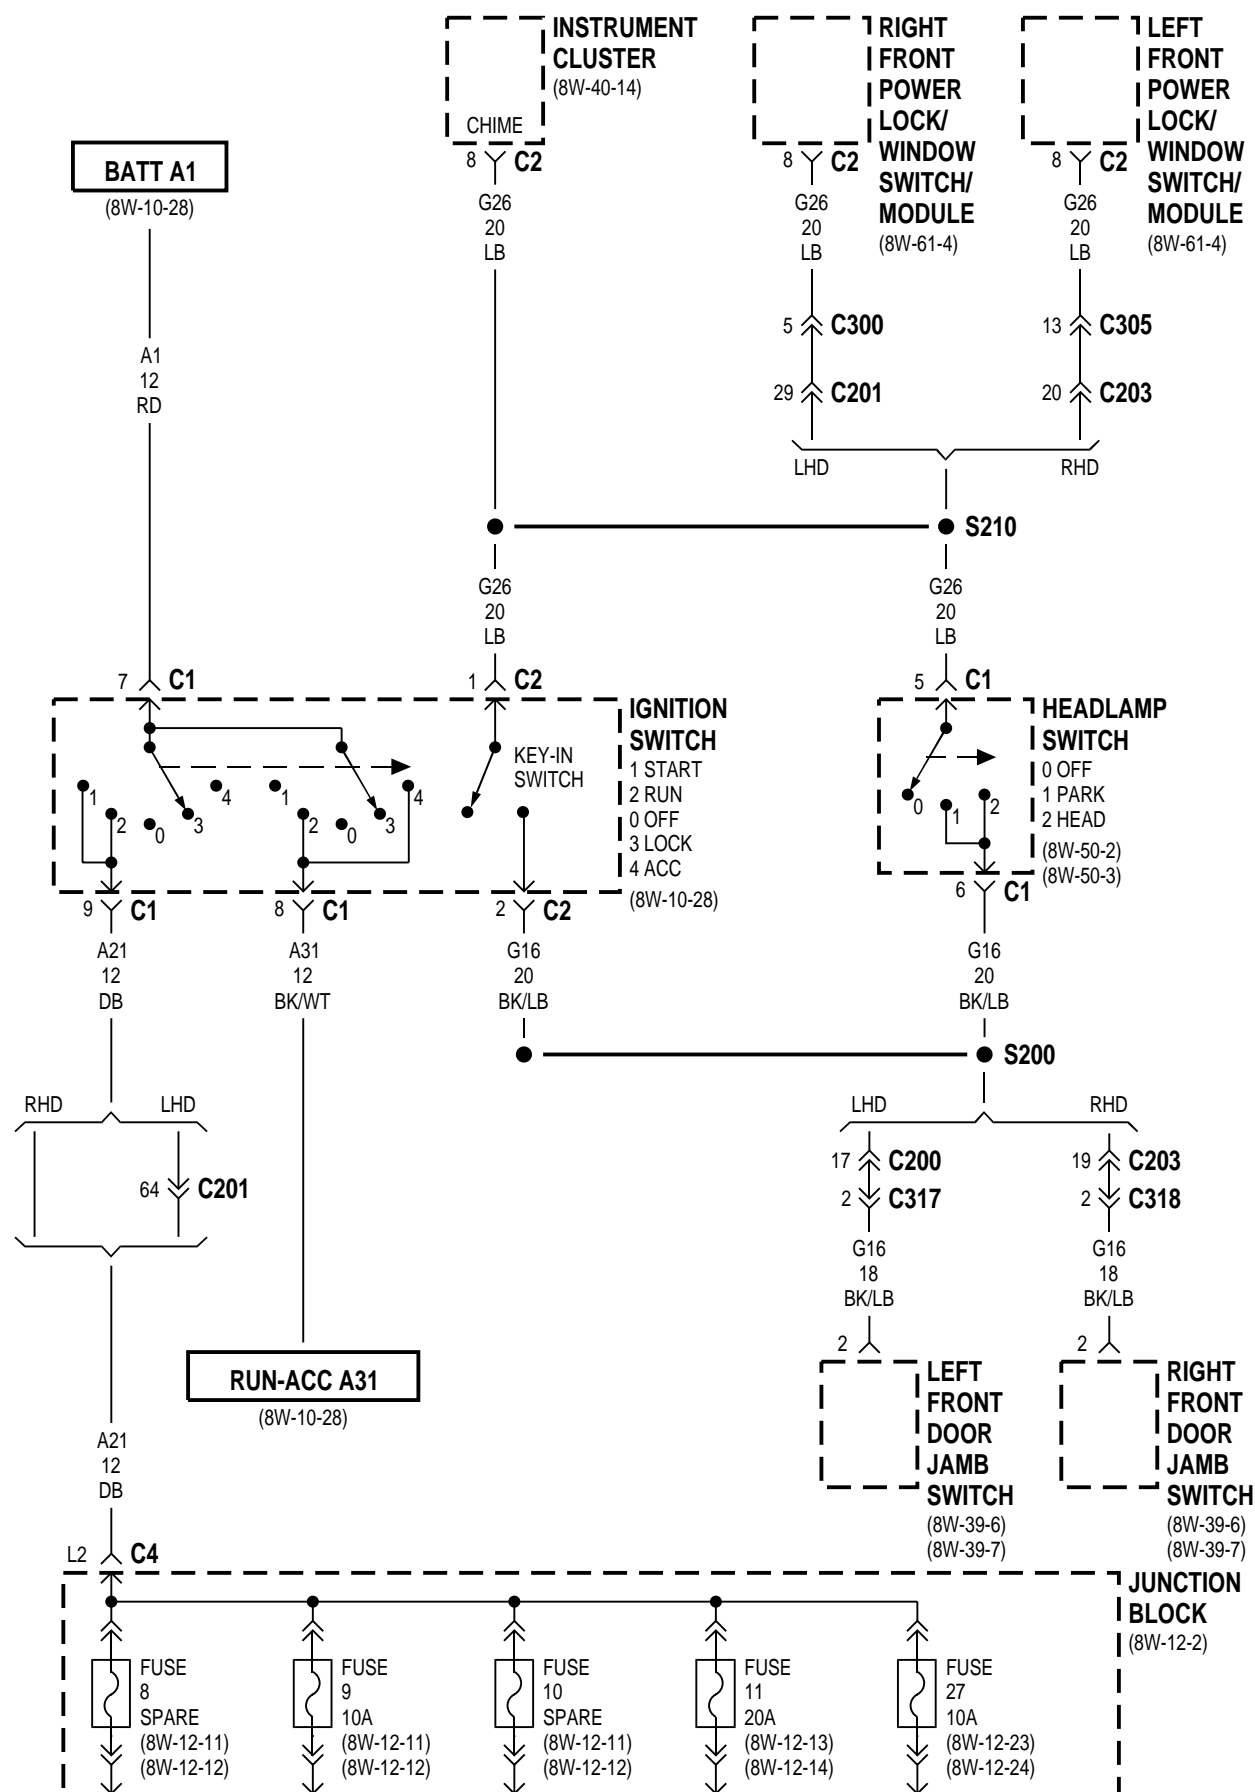 INSTRUMENT
CLUSTER
(8W-40-14)
CHIME
8 C2
G26
20
LB
RIGHT
FRONT
POWER
LOCK/
WINDOW
SWITCH/
MODULE
(8W-61-4)
8 C2
G26
20
LB
LEFT
FRONT
POWER
LOCK/
WINDOW
SWITCH/
MODULE
(8W-61-4)
8 C2
G26
20
LB
BATT A1
(8W-10-28)
A1
12
RD
5 C300
13 C305
29 C201
20 C203
LHD
RHD
S210
G26
20
LB
G26
20
LB
7 C1
1 C2
5 C1
IGNITION
SWITCH
1 START
2 RUN
0 OFF
3 LOCK
4 ACC
(8W-10-28)
KEY-IN
SWITCH
1
2
0
3
4
1
2
0
3
4
HEADLAMP
SWITCH
0 OFF
1 PARK
2 HEAD
(8W-50-2)
(8W-50-3)
0
1
2
9 C1
8 C1
2 C2
6 C1
A21
12
DB
A31
12
BK/WT
G16
20
BK/LB
G16
20
BK/LB
S200
RHD
LHD
64 C201
LHD
RHD
17 C200
19 C203
2 C317
2 C318
G16
18
BK/LB
G16
18
BK/LB
2
2
LEFT
FRONT
DOOR
JAMB
SWITCH
(8W-39-6)
(8W-39-7)
RIGHT
FRONT
DOOR
JAMB
SWITCH
(8W-39-6)
(8W-39-7)
RUN-ACC A31
(8W-10-28)
A21
12
DB
L2 C4
JUNCTION
BLOCK
(8W-12-2)
FUSE
8
SPARE
(8W-12-11)
(8W-12-12)
FUSE
9
10A
(8W-12-11)
(8W-12-12)
FUSE
10
SPARE
(8W-12-11)
(8W-12-12)
FUSE
11
20A
(8W-12-13)
(8W-12-14)
FUSE
27
10A
(8W-12-23)
(8W-12-24)